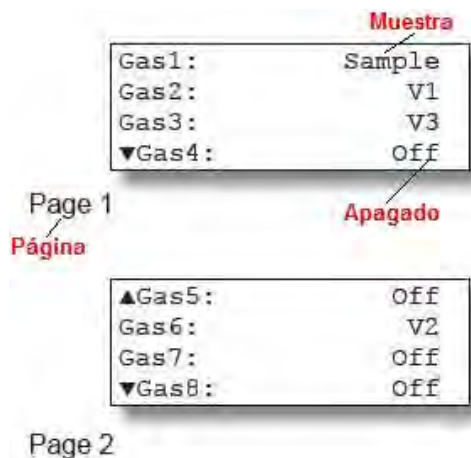 Muestra
Gas1: Sample
Gas2: V1
Gas3: V3
▼Gas4: Off
Page 1
Apagado
Página
▲Gas5: Off
Gas6: V2
Gas7: Off
▼Gas8: Off
Page 2